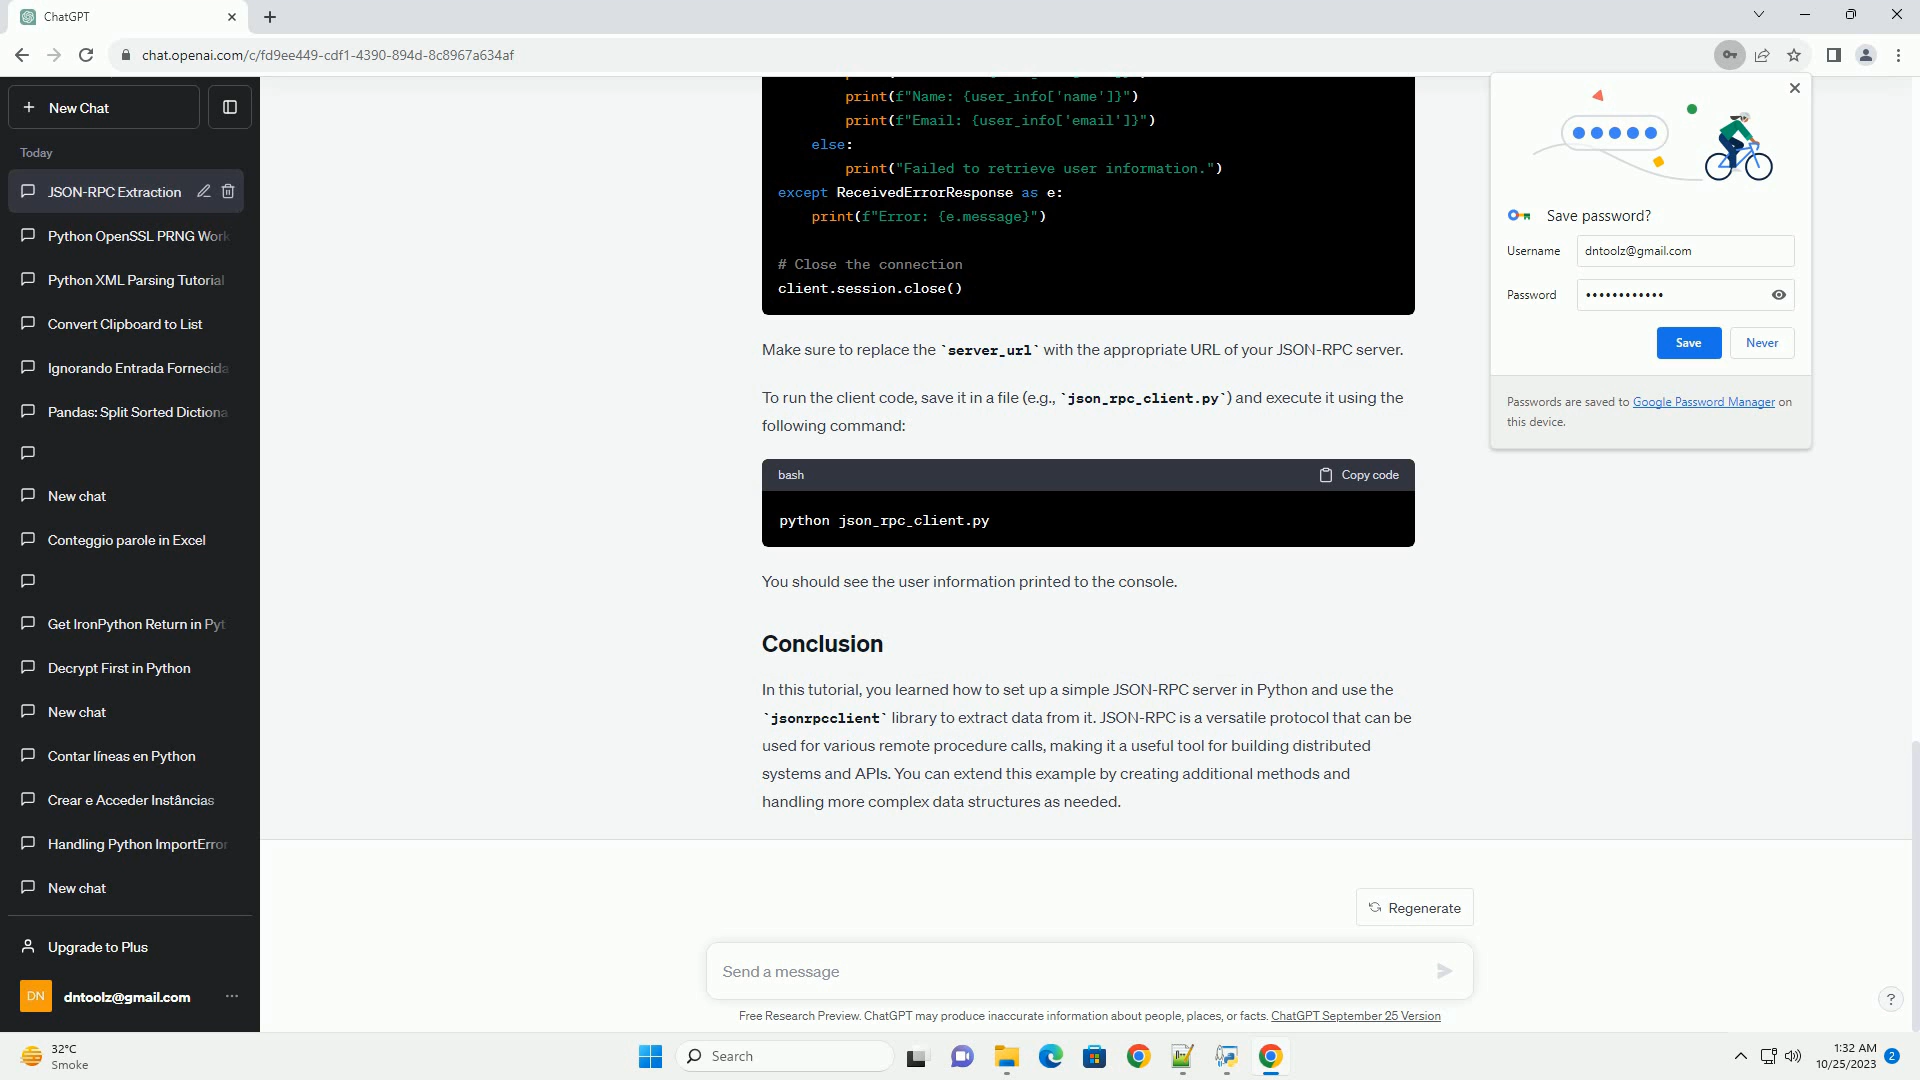 ChatGPT
chat.openai.com/c/fd9ee449-cdf1-4390-894d-8c8967a634af
New Chat
Today
JSON-RPC Extraction
Python OpenSSL PRNG Work
Python XML Parsing Tutorial
Convert Clipboard to List
Ignorando Entrada Fornecida
Pandas: Split Sorted Dictiona
New chat
Conteggio parole in Excel
Get IronPython Return in Pyt
Decrypt First in Python
New chat
Contar líneas en Python
Crear e Acceder Instâncias
Handling Python ImportError
New chat
Upgrade to Plus
DN
dntoolz@gmail.com
print(f"Name: {user_info['name']}")
print(f"Email: {user_info['email']}")
else:
print("Failed to retrieve user information.")
except ReceivedErrorResponse as e:
print(f"Error: {e.message}")
# Close the connection
client.session.close()
Make sure to replace the `server_url` with the appropriate URL of your JSON-RPC server.
To run the client code, save it in a file (e.g., `json_rpc_client.py`) and execute it using the
following command:
bash
Copy code
python json_rpc_client.py
You should see the user information printed to the console.
Conclusion
In this tutorial, you learned how to set up a simple JSON-RPC server in Python and use the
`jsonrpcclient` library to extract data from it. JSON-RPC is a versatile protocol that can be
used for various remote procedure calls, making it a useful tool for building distributed
systems and APIs. You can extend this example by creating additional methods and
handling more complex data structures as needed.
Regenerate
Send a message
Free Research Preview. ChatGPT may produce inaccurate information about people, places, or facts. ChatGPT September 25 Version
?
Save password?
Username
dntoolz@gmail.com
Password
••••••••••••
Save
Never
Passwords are saved to Google Password Manager on
this device.
32°C
Smoke
Search
1:32 AM
10/25/2023
2